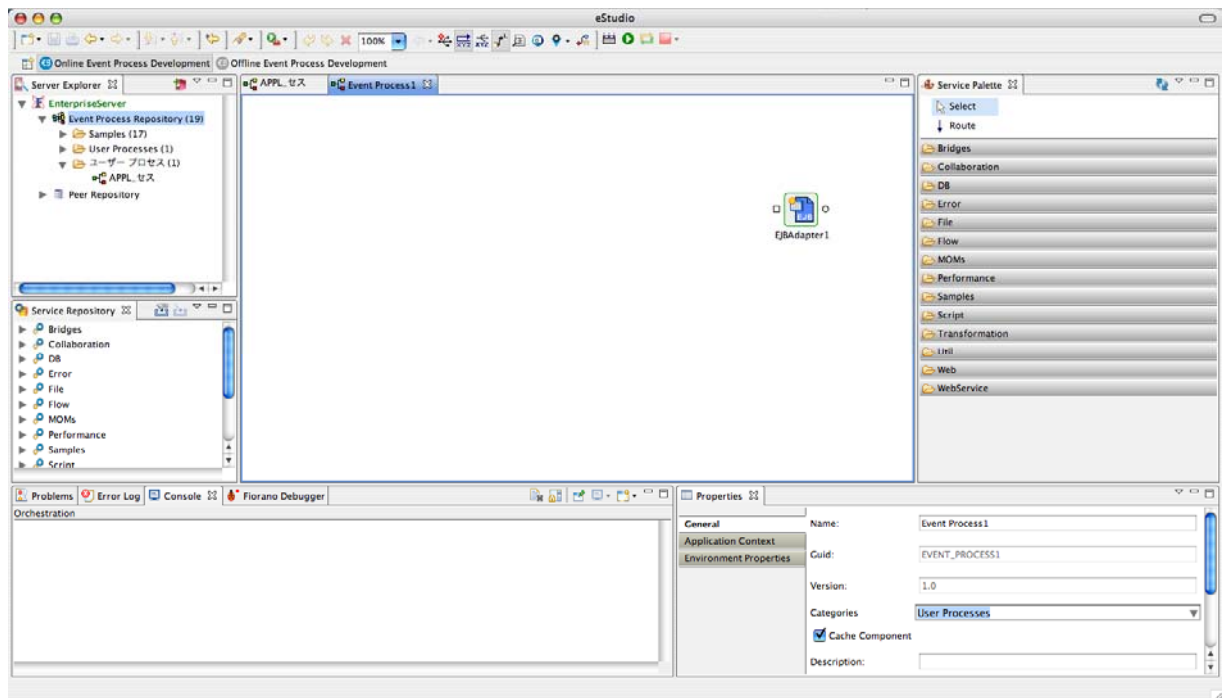 eStudio
100%
Online Event Process Development
Offline Event Process Development
Server Explorer
EnterpriseServer
Event Process Repository (19)
Samples (17)
User Processes (1)
ユーザー プロセス (1)
APPL_セス
Peer Repository
Service Repository
Bridges
Collaboration
DB
Error
File
Flow
MOMs
Performance
Samples
Script
APPL_セス
Event Process1
EJBAdapter1
Service Palette
Select
Route
Bridges
Collaboration
DB
Error
File
Flow
MOMs
Performance
Samples
Script
Transformation
Util
Web
WebService
Problems
Error Log
Console
Fiorano Debugger
Orchestration
Properties
General
Application Context
Environment Properties
Name:
Event Process1
Guid:
EVENT_PROCESS1
Version:
1.0
Categories
User Processes
Cache Component
Description: